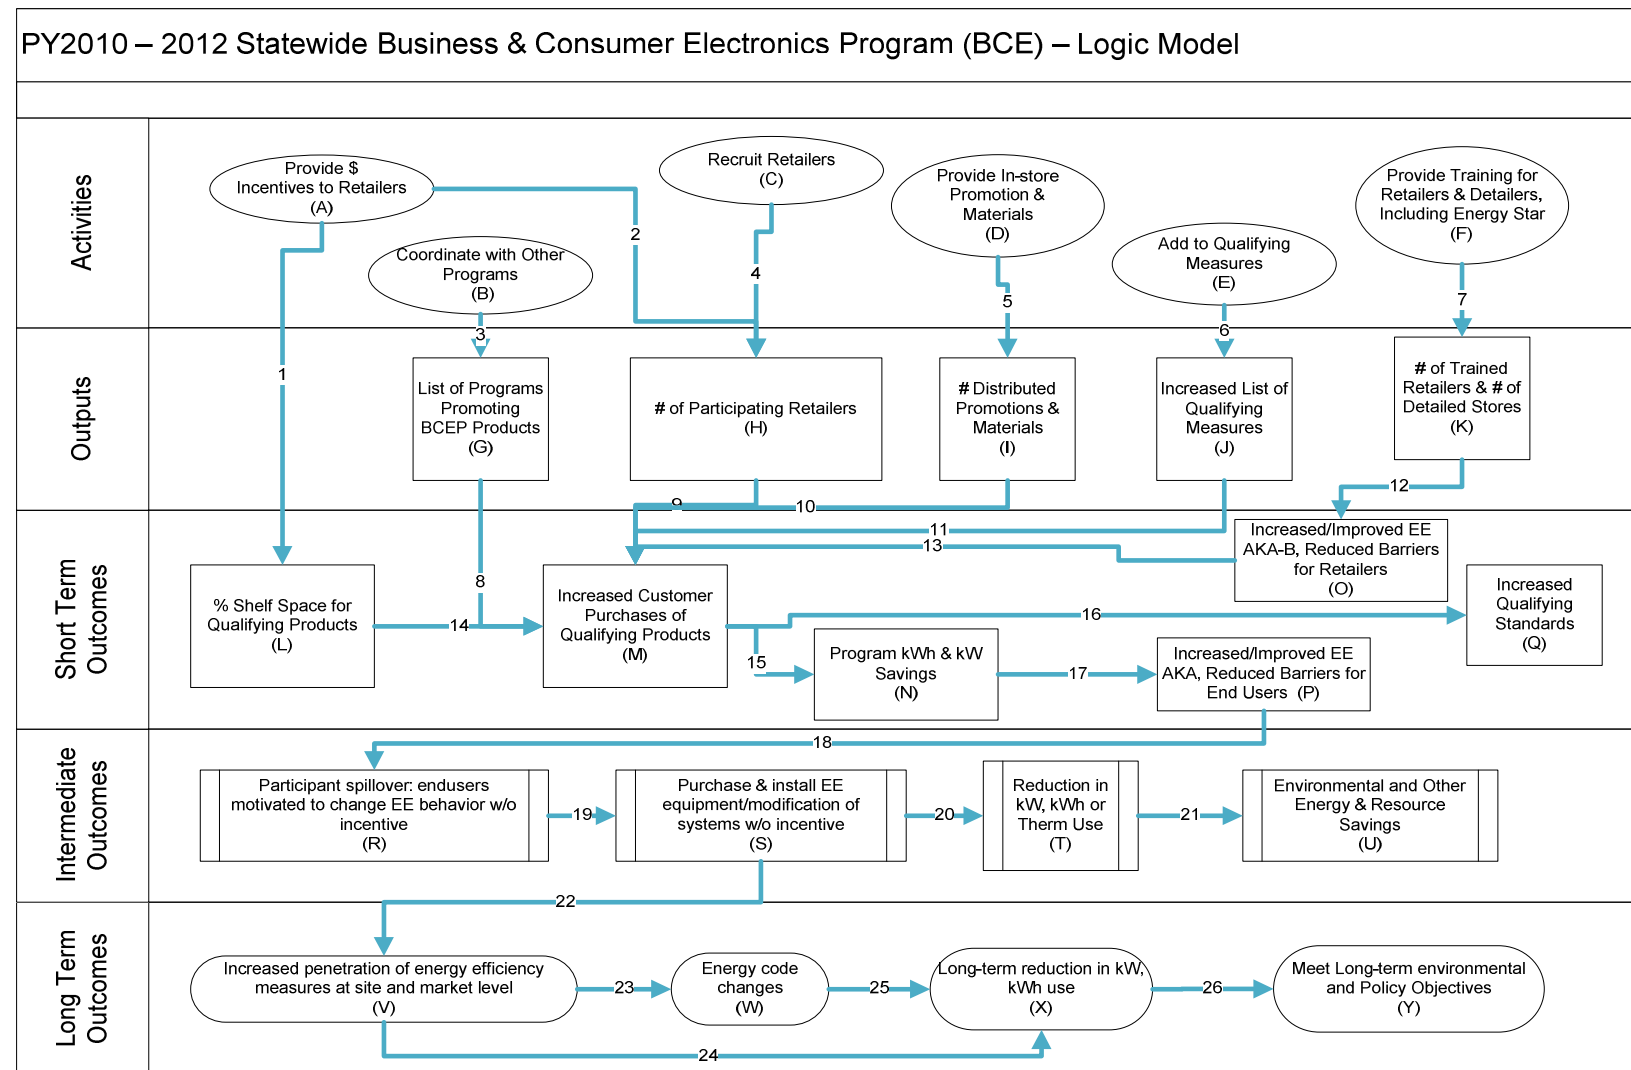 PY2010 – 2012 Statewide Business & Consumer Electronics Program (BCE) – Logic Model
Activities
Provide $
Incentives to Retailers
(A)
Recruit Retailers
(C)
Provide In-store
Promotion &
Materials
(D)
Provide Training for
Retailers & Detailers,
Including Energy Star
(F)
Coordinate with Other
Programs
(B)
Add to Qualifying
Measures
(E)
2
4
5
7
3
6
Outputs
1
List of Programs
Promoting
BCEP Products
(G)
# of Participating Retailers
(H)
# Distributed
Promotions &
Materials
(I)
Increased List of
Qualifying
Measures
(J)
# of Trained
Retailers & # of
Detailed Stores
(K)
12
9
10
11
13
Short Term
Outcomes
Increased/Improved EE
AKA-B, Reduced Barriers
for Retailers
(O)
8
% Shelf Space for
Qualifying Products
(L)
14
Increased Customer
Purchases of
Qualifying Products
(M)
16
Increased
Qualifying
Standards
(Q)
15
Program kWh & kW
Savings
(N)
17
Increased/Improved EE
AKA, Reduced Barriers for
End Users (P)
18
Intermediate
Outcomes
Participant spillover: endusers
motivated to change EE behavior w/o
incentive
(R)
19
Purchase & install EE
equipment/modification of
systems w/o incentive
(S)
20
Reduction in
kW, kWh or
Therm Use
(T)
21
Environmental and Other
Energy & Resource
Savings
(U)
22
Long Term
Outcomes
Increased penetration of energy efficiency
measures at site and market level
(V)
23
Energy code
changes
(W)
25
Long-term reduction in kW,
kWh use
(X)
26
Meet Long-term environmental
and Policy Objectives
(Y)
24